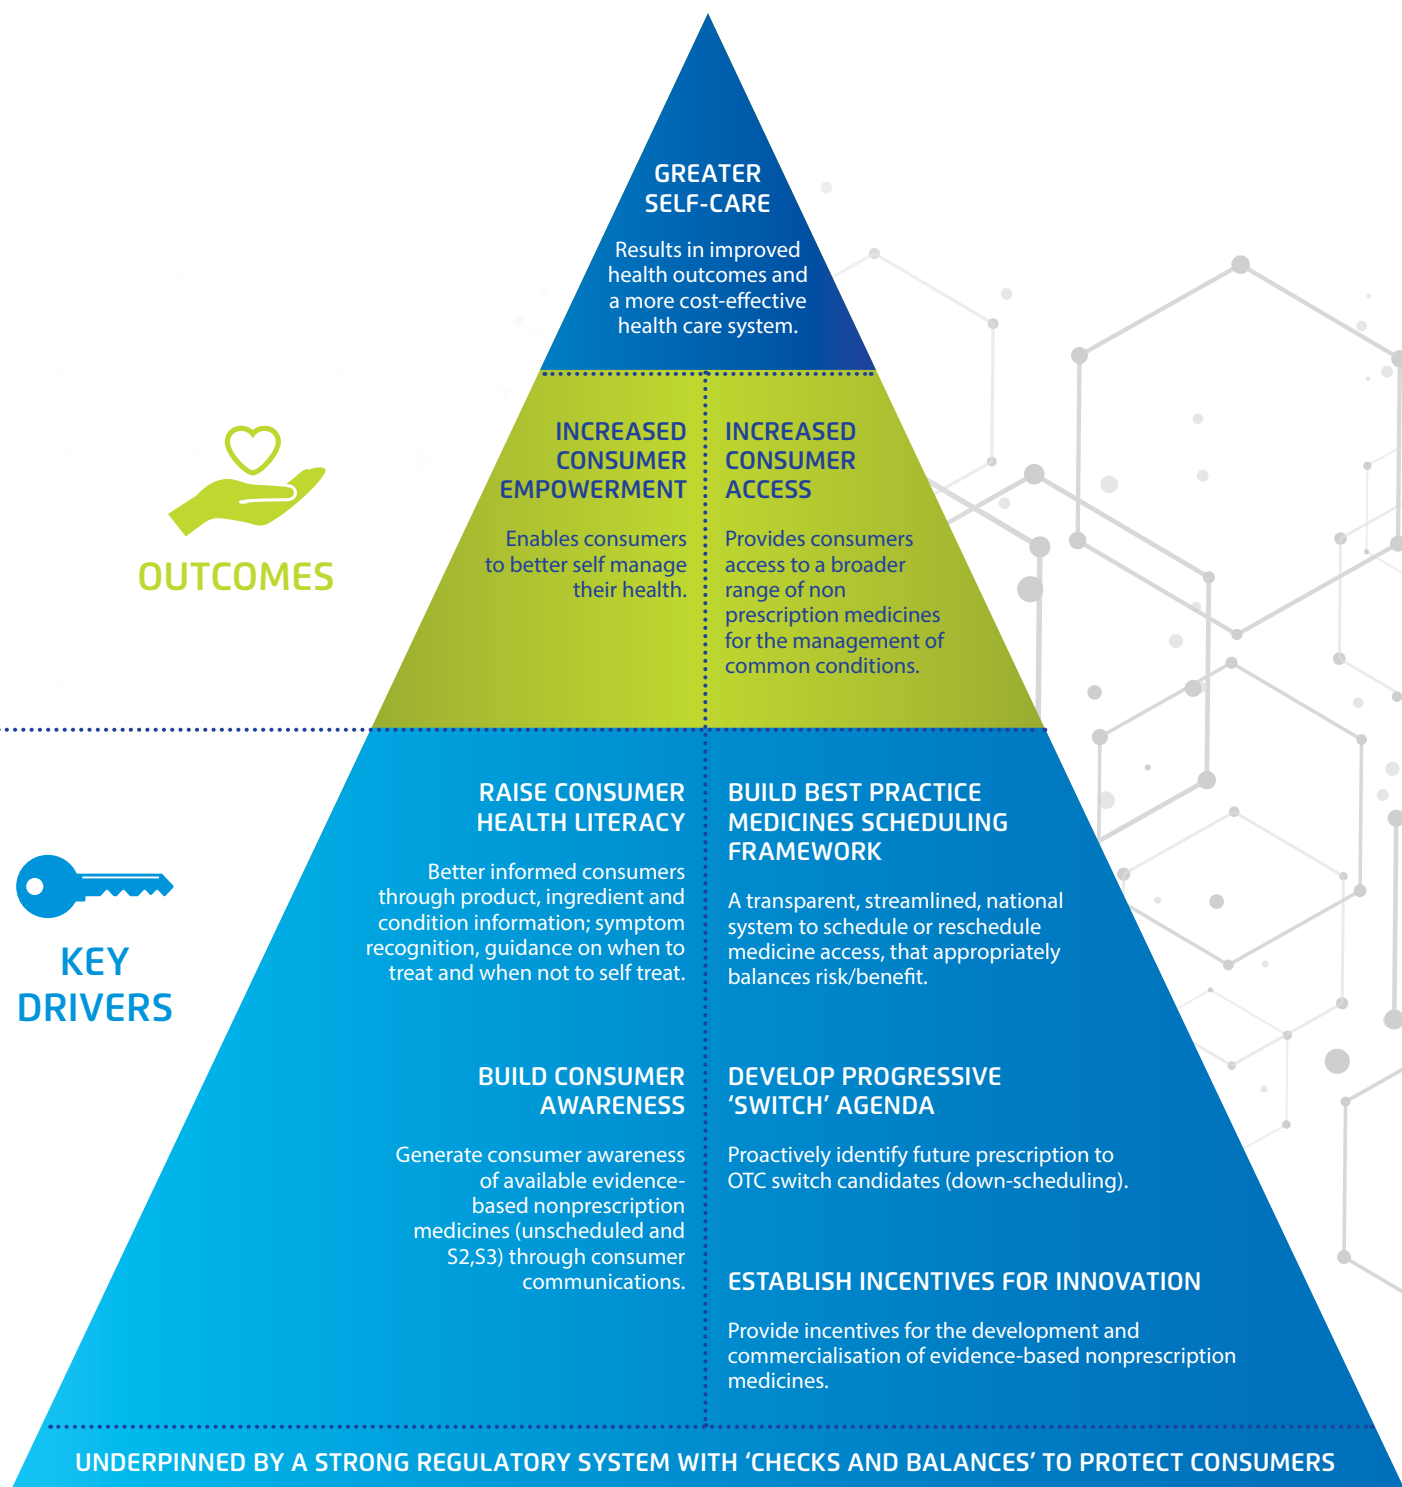 GREATER
SELF-CARE
Results in improved
health outcomes and
a more cost-effective
health care system.
OUTCOMES
INCREASED
CONSUMER
EMPOWERMENT
Enables consumers
to better self manage
their health.
INCREASED
CONSUMER
ACCESS
Provides consumers
access to a broader
range of non
prescription medicines
for the management of
common conditions.
KEY
DRIVERS
RAISE CONSUMER
HEALTH LITERACY
Better informed consumers
through product, ingredient and
condition information; symptom
recognition, guidance on when to
treat and when not to self treat.
BUILD CONSUMER
AWARENESS
Generate consumer awareness
of available evidence-
based nonprescription
medicines (unscheduled and
S2,S3) through consumer
communications.
BUILD BEST PRACTICE
MEDICINES SCHEDULING
FRAMEWORK
A transparent, streamlined, national
system to schedule or reschedule
medicine access, that appropriately
balances risk/benefit.
DEVELOP PROGRESSIVE
‘SWITCH’ AGENDA
Proactively identify future prescription to
OTC switch candidates (down-scheduling).
ESTABLISH INCENTIVES FOR INNOVATION
Provide incentives for the development and
commercialisation of evidence-based nonprescription
medicines.
UNDERPINNED BY A STRONG REGULATORY SYSTEM WITH ‘CHECKS AND BALANCES’ TO PROTECT CONSUMERS